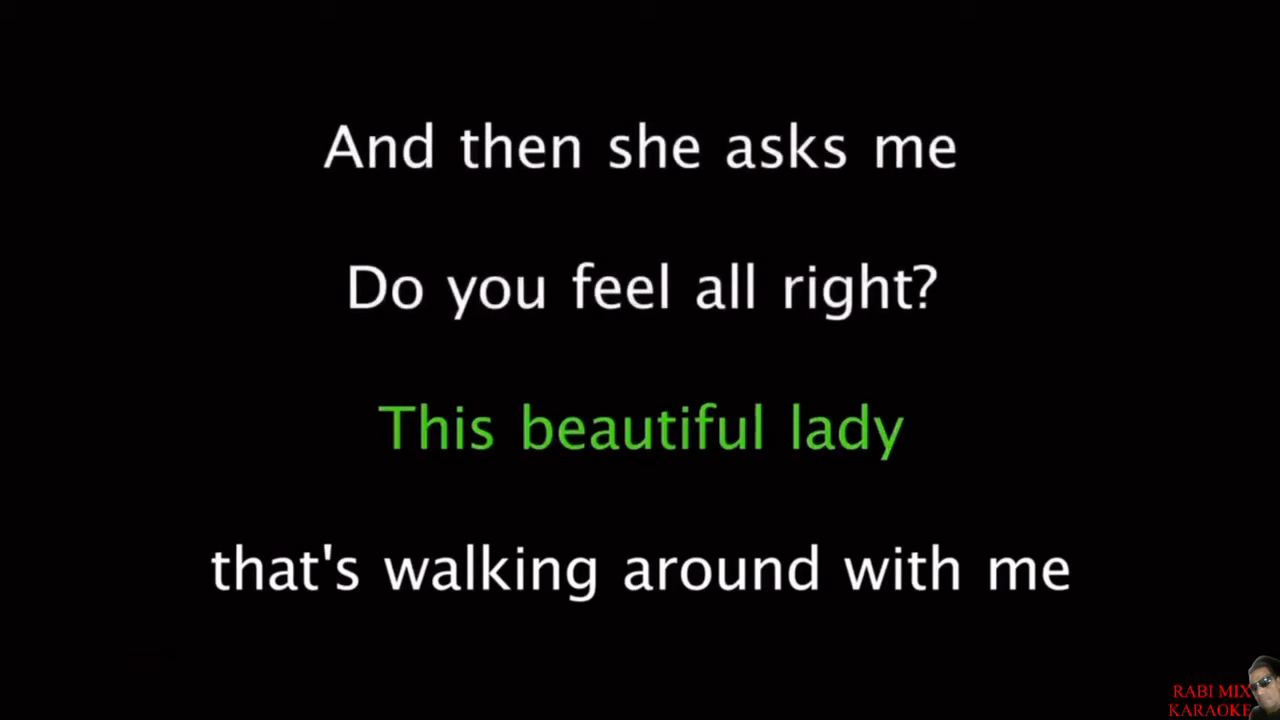 And then she asks me
Do you feel all right?
This beautiful lady
that's walking around with me
RABI MIX
KARAOKE